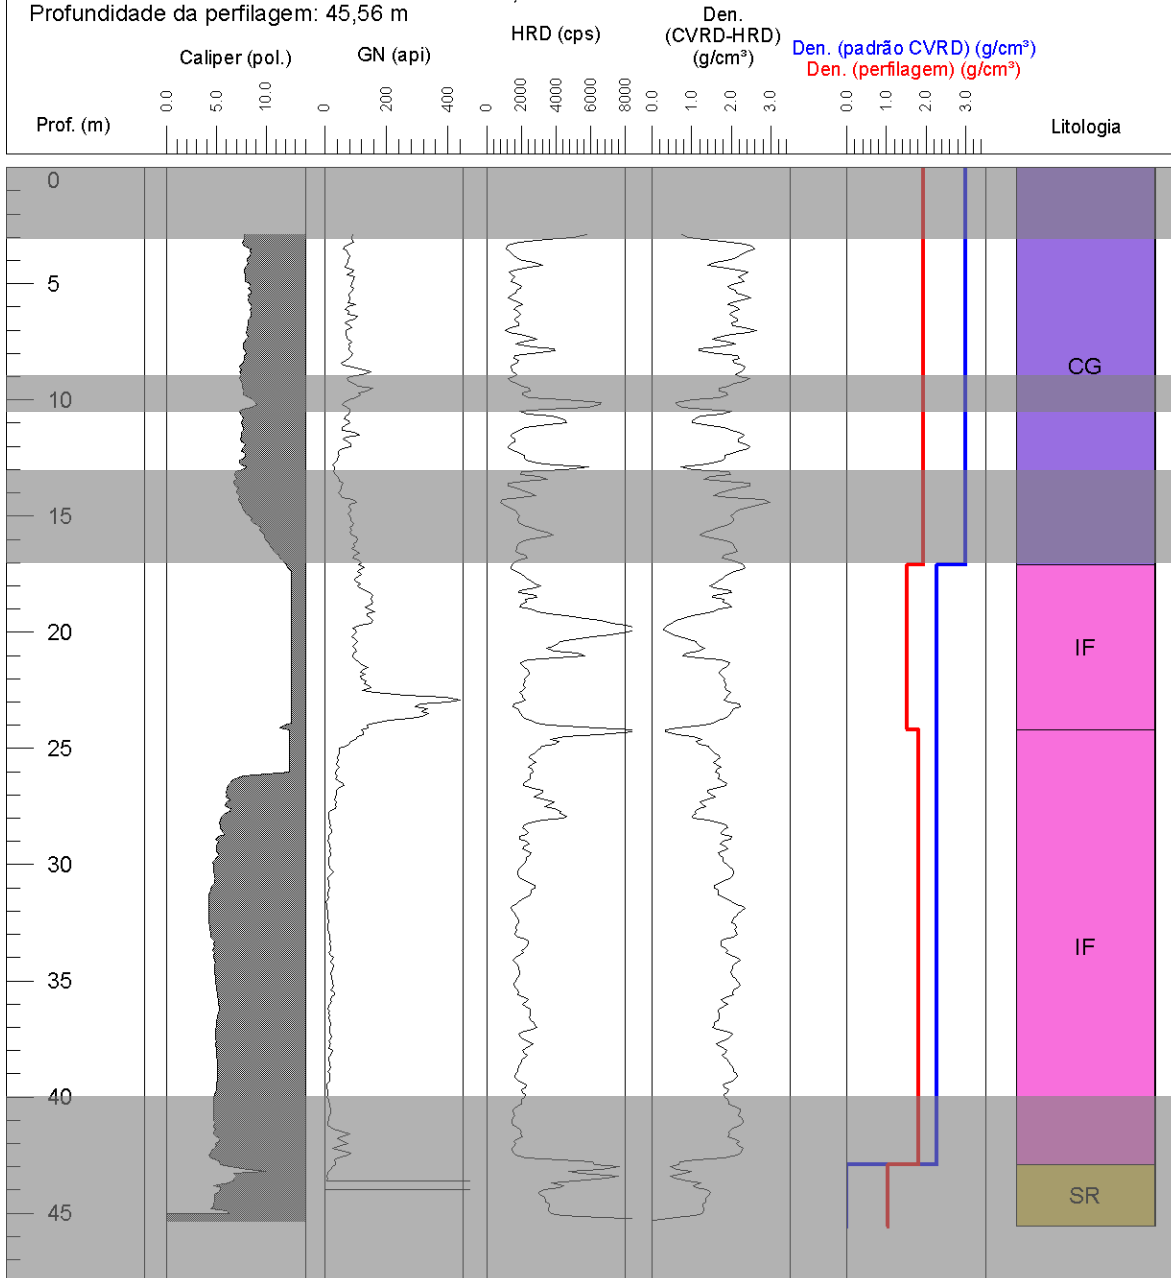 Profundidade da perfilagem: 45,56 m
Caliper (pol.)
GN (api)
HRD (cps)
Den.
(CVRD-HRD)
(g/cm³)
Den. (padrão CVRD) (g/cm³)
Den. (perfilagem) (g/cm³)
Prof. (m)
0.0
5.0
10.0
0
200
400
0
2000
4000
6000
8000
0.0
1.0
2.0
3.0
0.0
1.0
2.0
3.0
Litologia
0
5
CG
10
15
20
IF
25
30
IF
35
40
45
SR